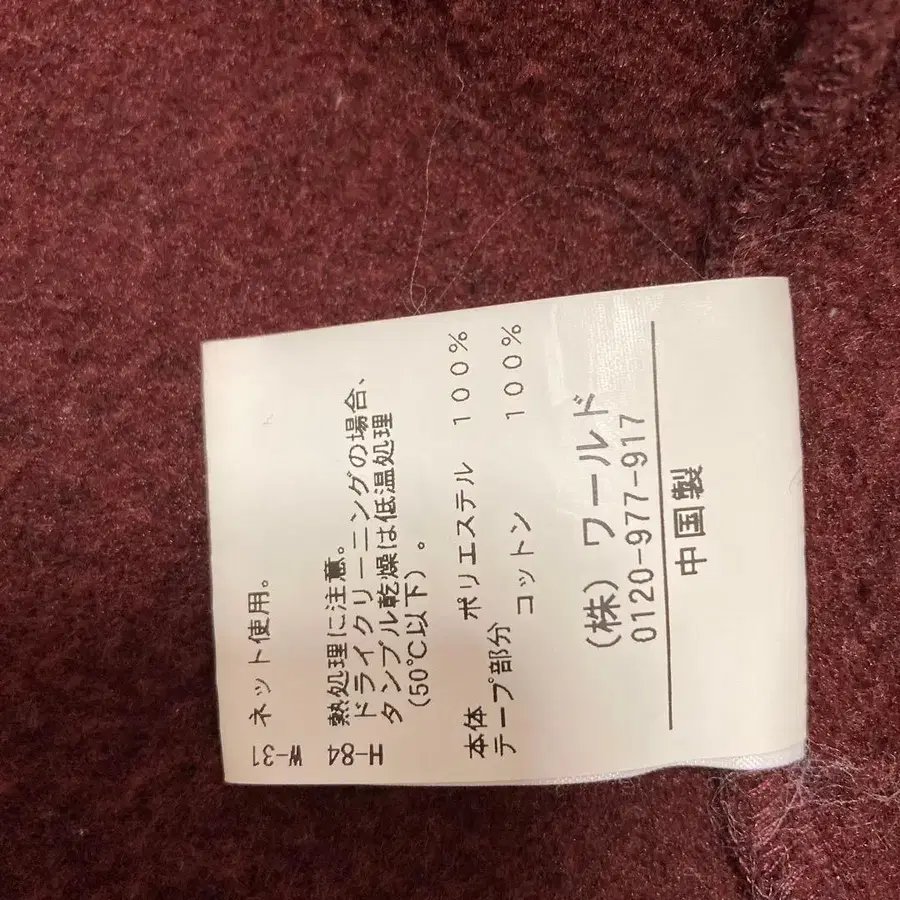 ネット使用。
W-31
熱処理に注意。
ドライクリーニングの場合、
タンブル乾燥は低温処理
(50℃以下)。
H-84
本体 ポリエステル 100%
テープ部分 コットン 100%
(株)ワールド
0120-977-917
中国製